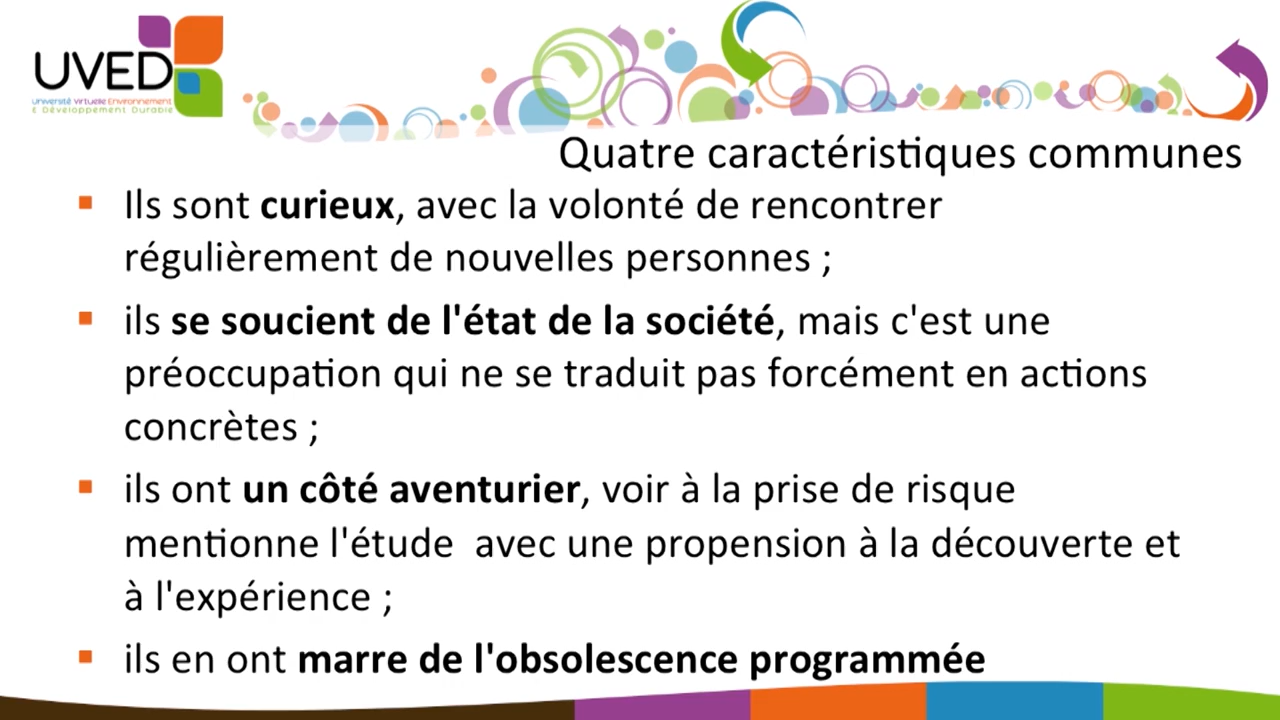 UVED
Université Virtuelle Environnement
& Développement Durable
Quatre caractéristiques communes
▪ Ils sont curieux, avec la volonté de rencontrer
régulièrement de nouvelles personnes ;
▪ ils se soucient de l'état de la société, mais c'est une
préoccupation qui ne se traduit pas forcément en actions
concrètes ;
▪ ils ont un côté aventurier, voir à la prise de risque
mentionne l'étude  avec une propension à la découverte et
à l'expérience ;
▪ ils en ont marre de l'obsolescence programmée